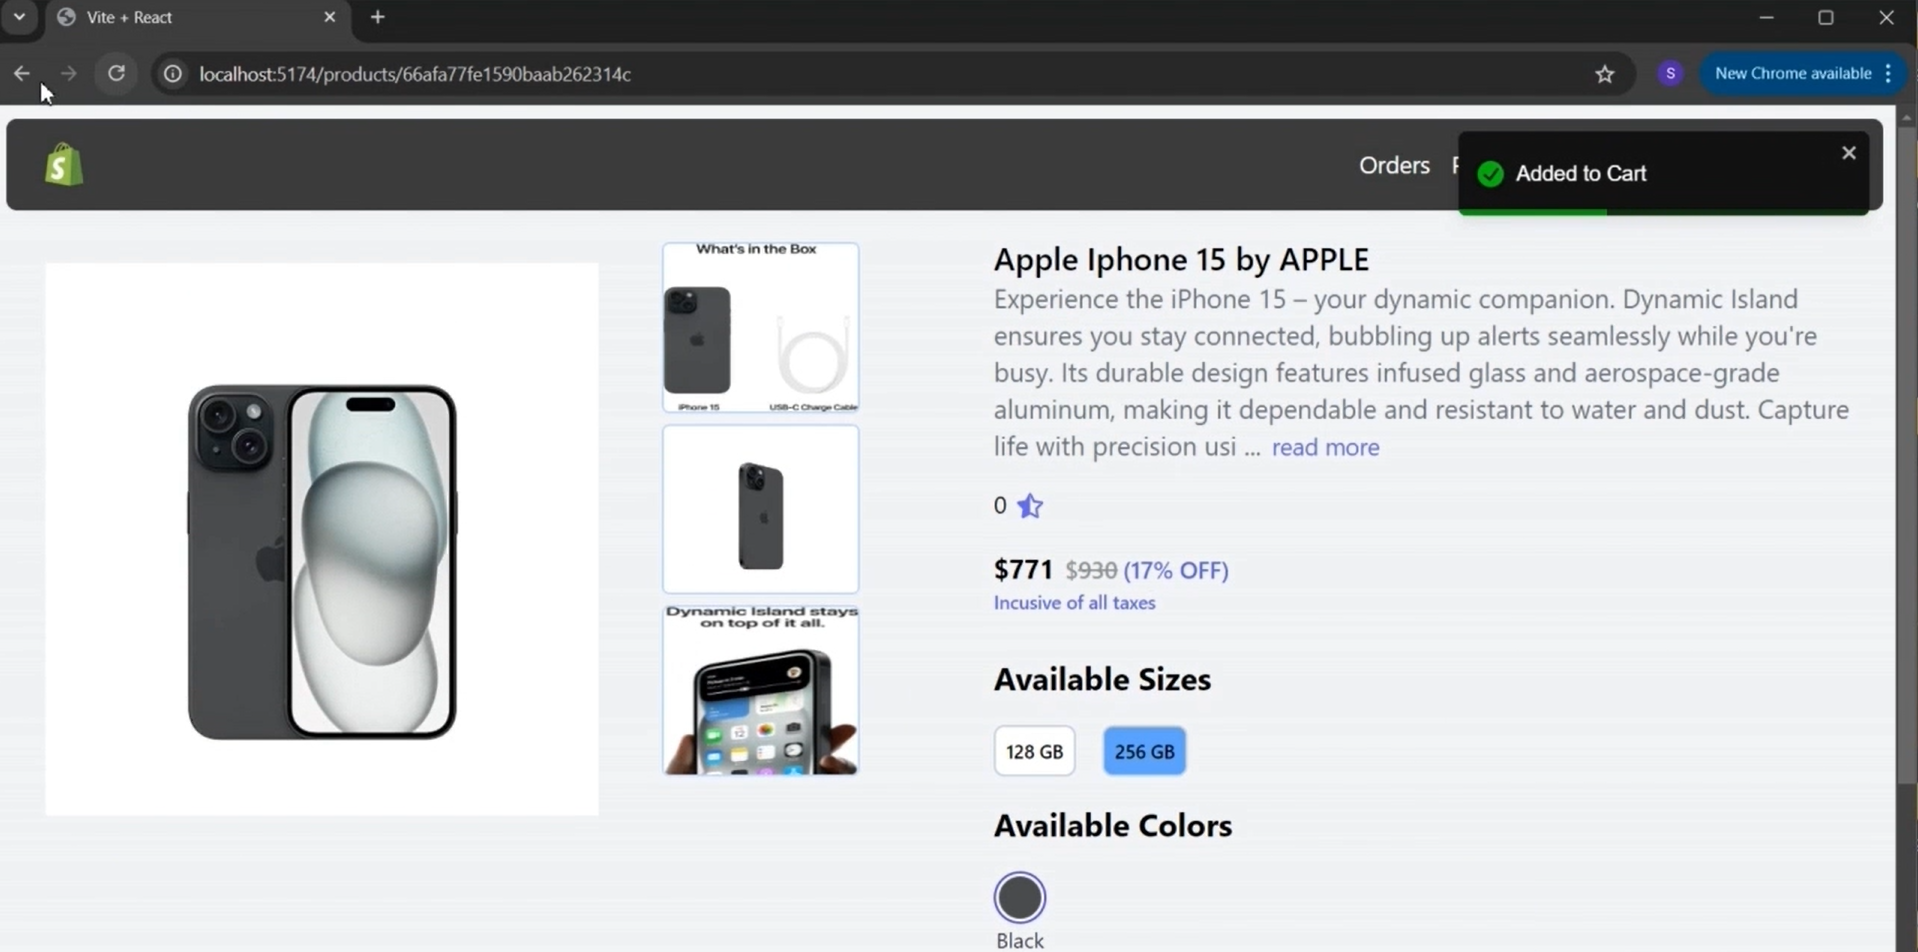 Vite + React
localhost:5174/products/66afa77fe1590baab262314c
S
New Chrome available
Orders
Added to Cart
What's in the Box
iPhone 15
USB-C Charge Cable
Dynamic Island stays
on top of it all.
Apple Iphone 15 by APPLE
Experience the iPhone 15 – your dynamic companion. Dynamic Island
ensures you stay connected, bubbling up alerts seamlessly while you're
busy. Its durable design features infused glass and aerospace-grade
aluminum, making it dependable and resistant to water and dust. Capture
life with precision usi ... read more
0
$771 $930 (17% OFF)
Incusive of all taxes
Available Sizes
128 GB
256 GB
Available Colors
Black